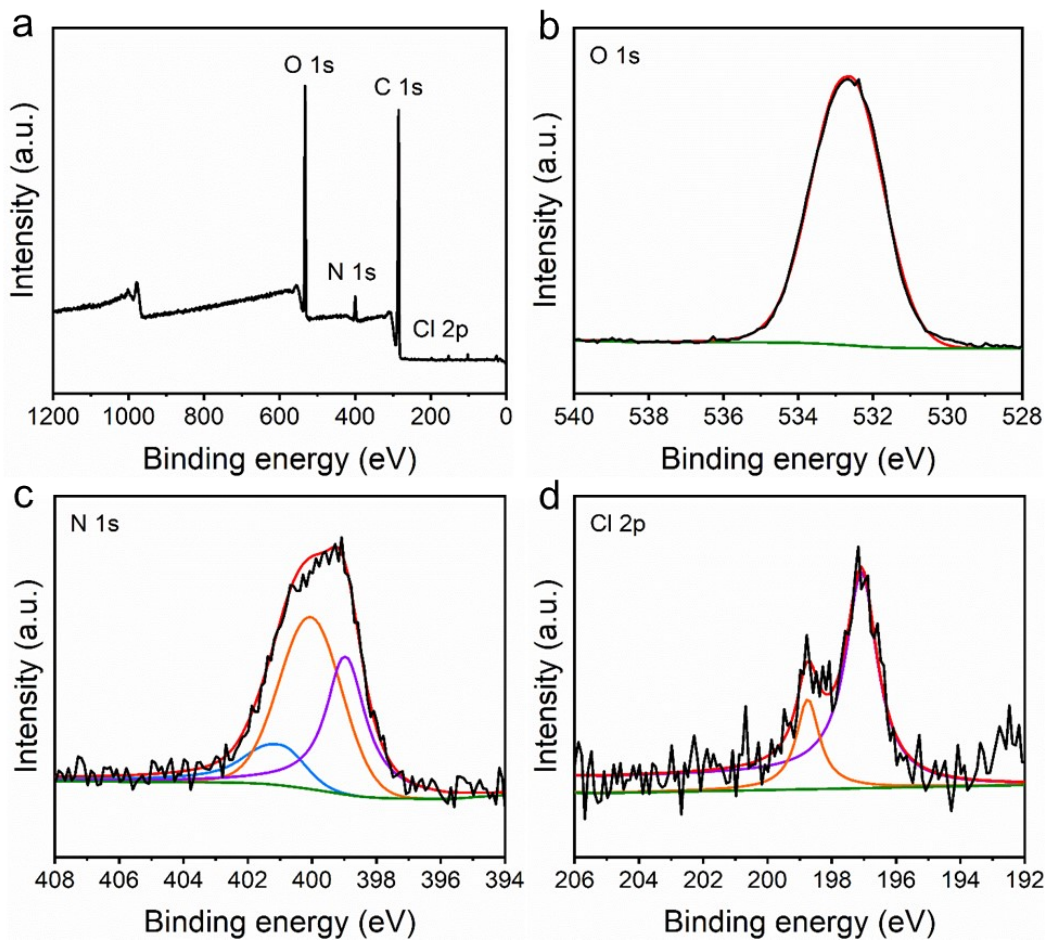 a
O 1s
C 1s
N 1s
Cl 2p
Intensity (a.u.)
1200 1000 800 600 400 200 0
Binding energy (eV)
b
O 1s
Intensity (a.u.)
540 538 536 534 532 530 528
Binding energy (eV)
c
N 1s
Intensity (a.u.)
408 406 404 402 400 398 396 394
Binding energy (eV)
d
Cl 2p
Intensity (a.u.)
206 204 202 200 198 196 194 192
Binding energy (eV)